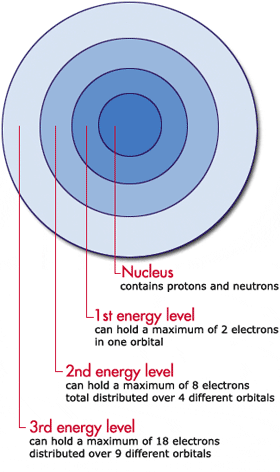 Nucleus
contains protons and neutrons
1st energy level
can hold a maximum of 2 electrons
in one orbital
2nd energy level
can hold a maximum of 8 electrons
total distributed over 4 different orbitals
3rd energy level
can hold a maximum of 18 electrons
distributed over 9 different orbitals